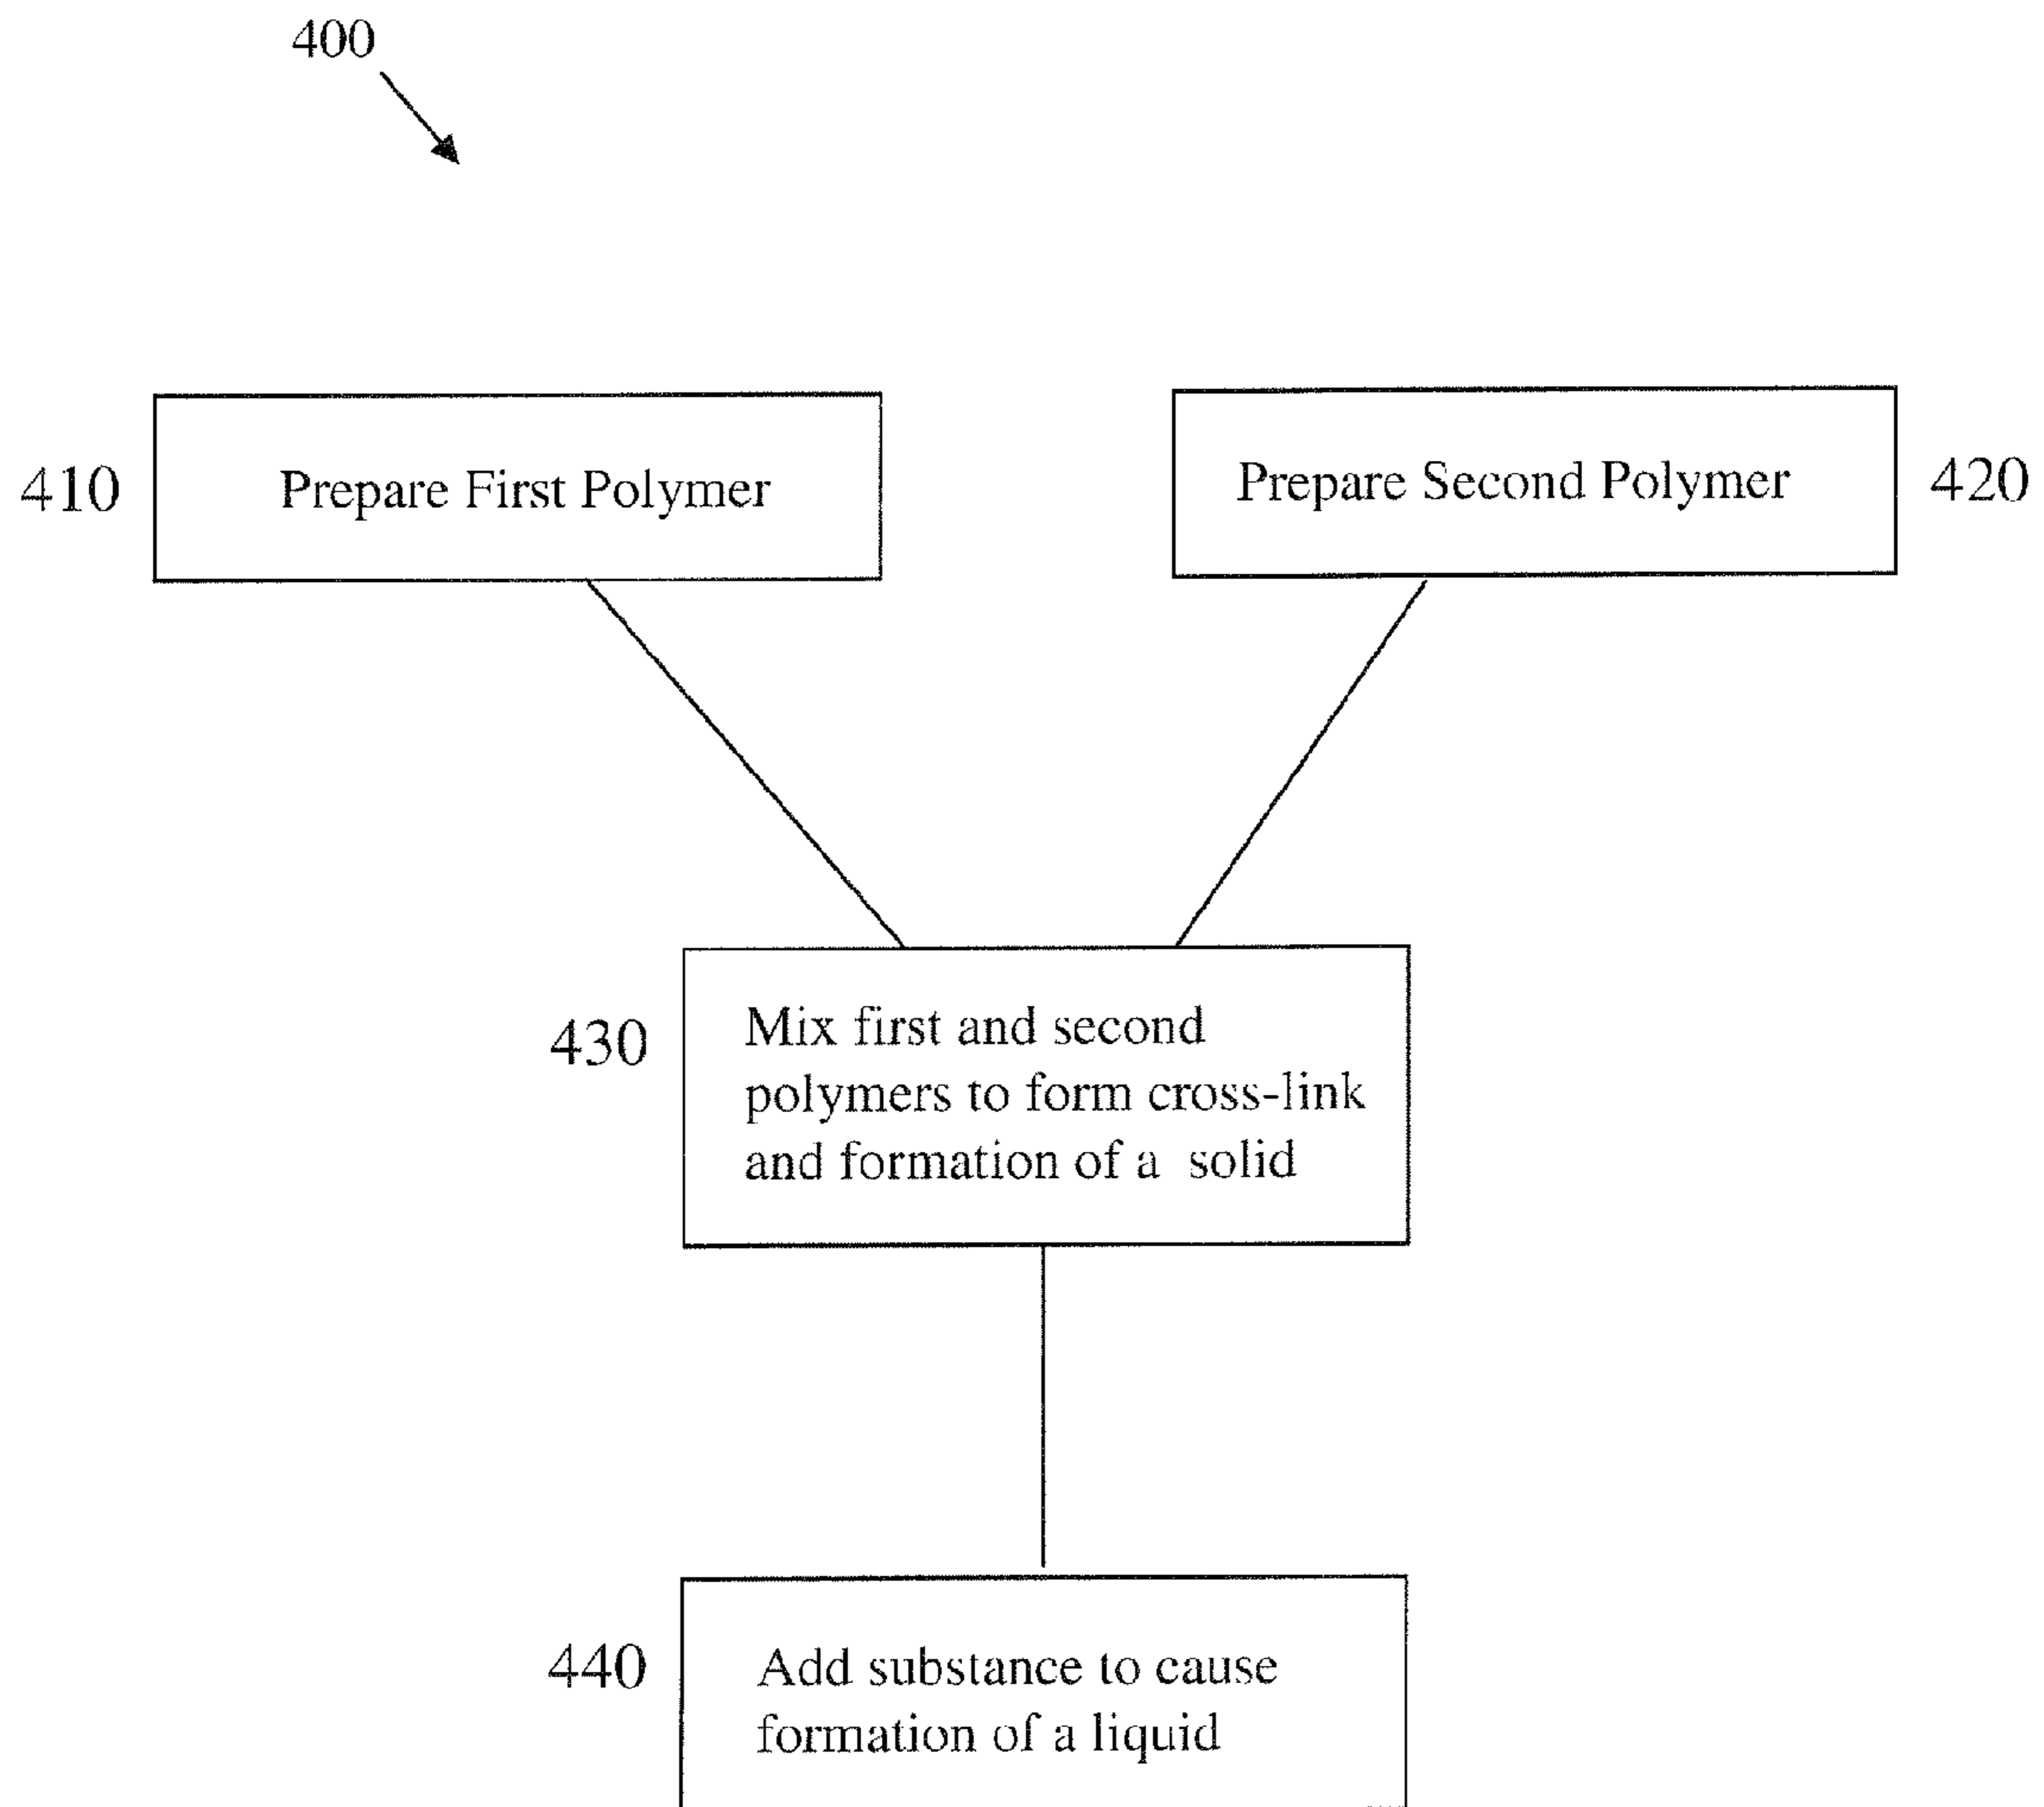 400
410
Prepare First Polymer
Prepare Second Polymer
420
430
Mix first and second
polymers to form cross-link
and formation of a solid
440
Add substance to cause
formation of a liquid